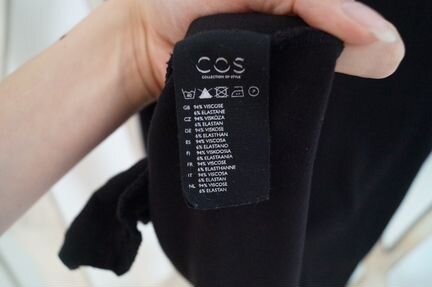 COS
COLLECTION OF STYLE
GB 94% VISCOSE
6% ELASTANE
CZ 94% VISKÓZA
6% ELASTAN
DE 94% VISKOSE
6% ELASTHAN
ES 94% VISCOSA
6% ELASTANO
FI 94% VISKOOSIA
6% ELASTAANIA
FR 94% VISCOSE
6% ELASTHANNE
IT 94% VISCOSA
6% ELASTAN
NL 94% VISCOSE
6% ELASTAN